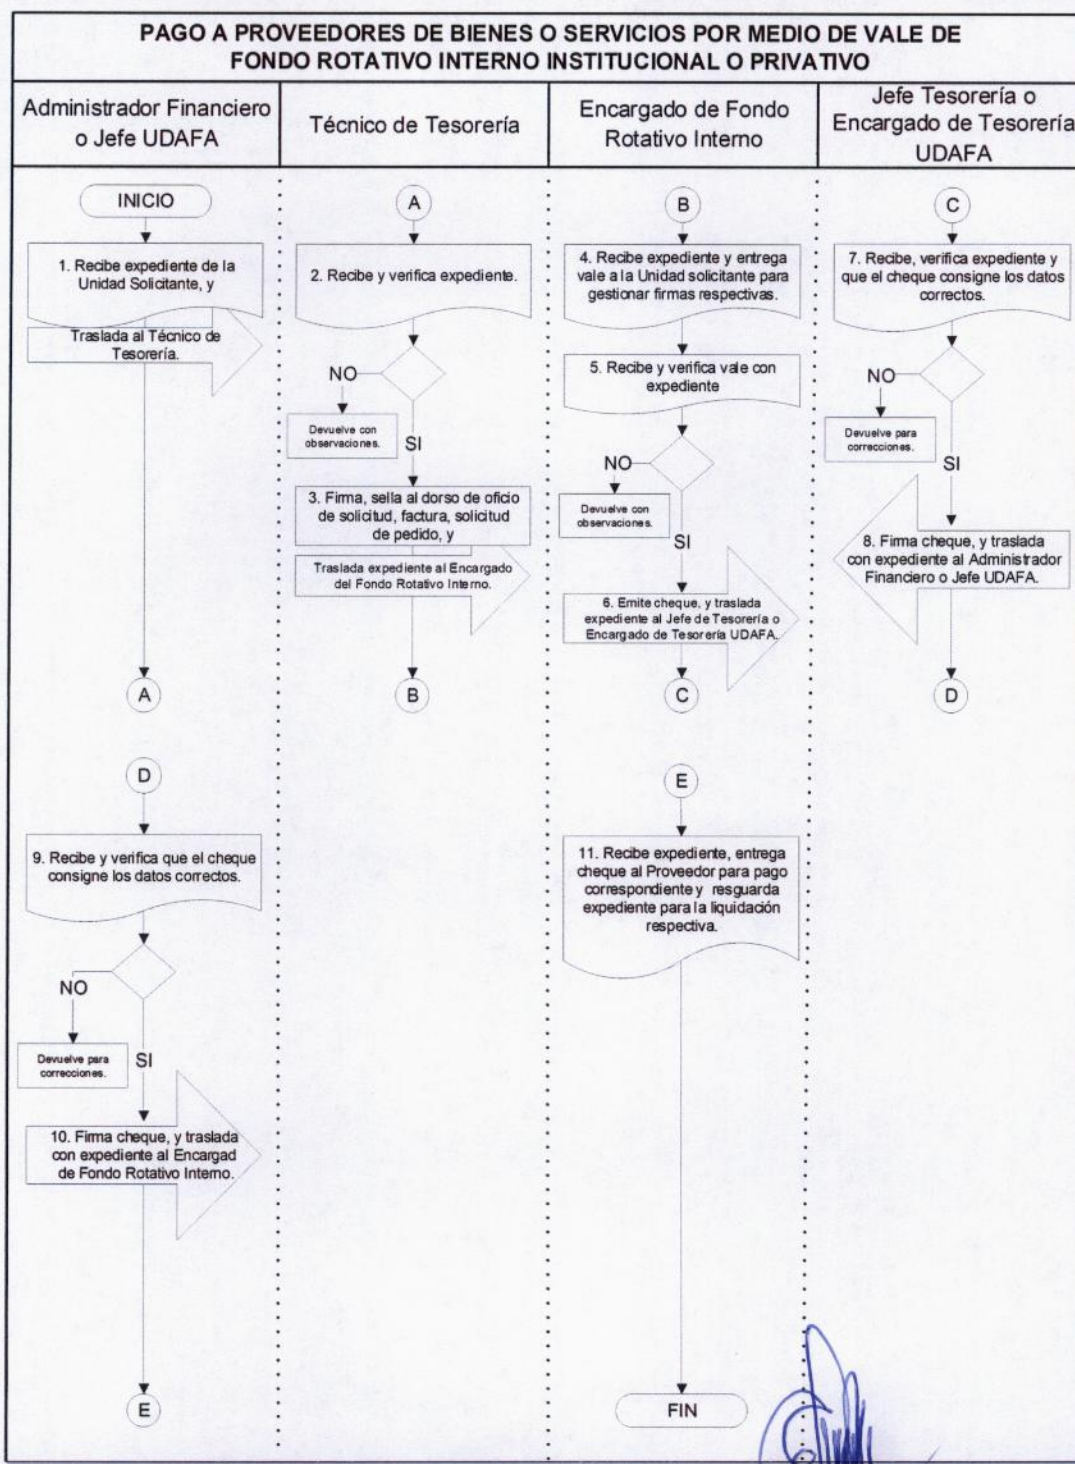 PAGO A PROVEEDORES DE BIENES O SERVICIOS POR MEDIO DE VALE DE
FONDO ROTATIVO INTERNO INSTITUCIONAL O PRIVATIVO
Administrador Financiero
o Jefe UDAFA
Técnico de Tesorería
Encargado de Fondo
Rotativo Interno
Jefe Tesorería o
Encargado de Tesorería
UDAFA
INICIO
1. Recibe expediente de la
Unidad Solicitante, y
Traslada al Técnico de
Tesorería.
A
A
2. Recibe y verifica expediente.
NO
Devuelve con
observaciones.
SI
3. Firma, sella al dorso de oficio
de solicitud, factura, solicitud
de pedido, y
Traslada expediente al Encargado
del Fondo Rotativo Interno.
B
B
4. Recibe expediente y entrega
vale a la Unidad solicitante para
gestionar firmas respectivas.
5. Recibe y verifica vale con
expediente
NO
Devuelve con
observaciones.
SI
6. Emite cheque, y traslada
expediente al Jefe de Tesorería o
Encargado de Tesorería UDAFA.
C
C
7. Recibe, verifica expediente y
que el cheque consigne los datos
correctos.
NO
Devuelve para
correcciones.
SI
8. Firma cheque, y traslada
con expediente al Administrador
Financiero o Jefe UDAFA.
D
D
9. Recibe y verifica que el cheque
consigne los datos correctos.
NO
Devuelve para
correcciones.
SI
10. Firma cheque, y traslada
con expediente al Encargad
de Fondo Rotativo Interno.
E
E
11. Recibe expediente, entrega
cheque al Proveedor para pago
correspondiente y resguarda
expediente para la liquidación
respectiva.
FIN